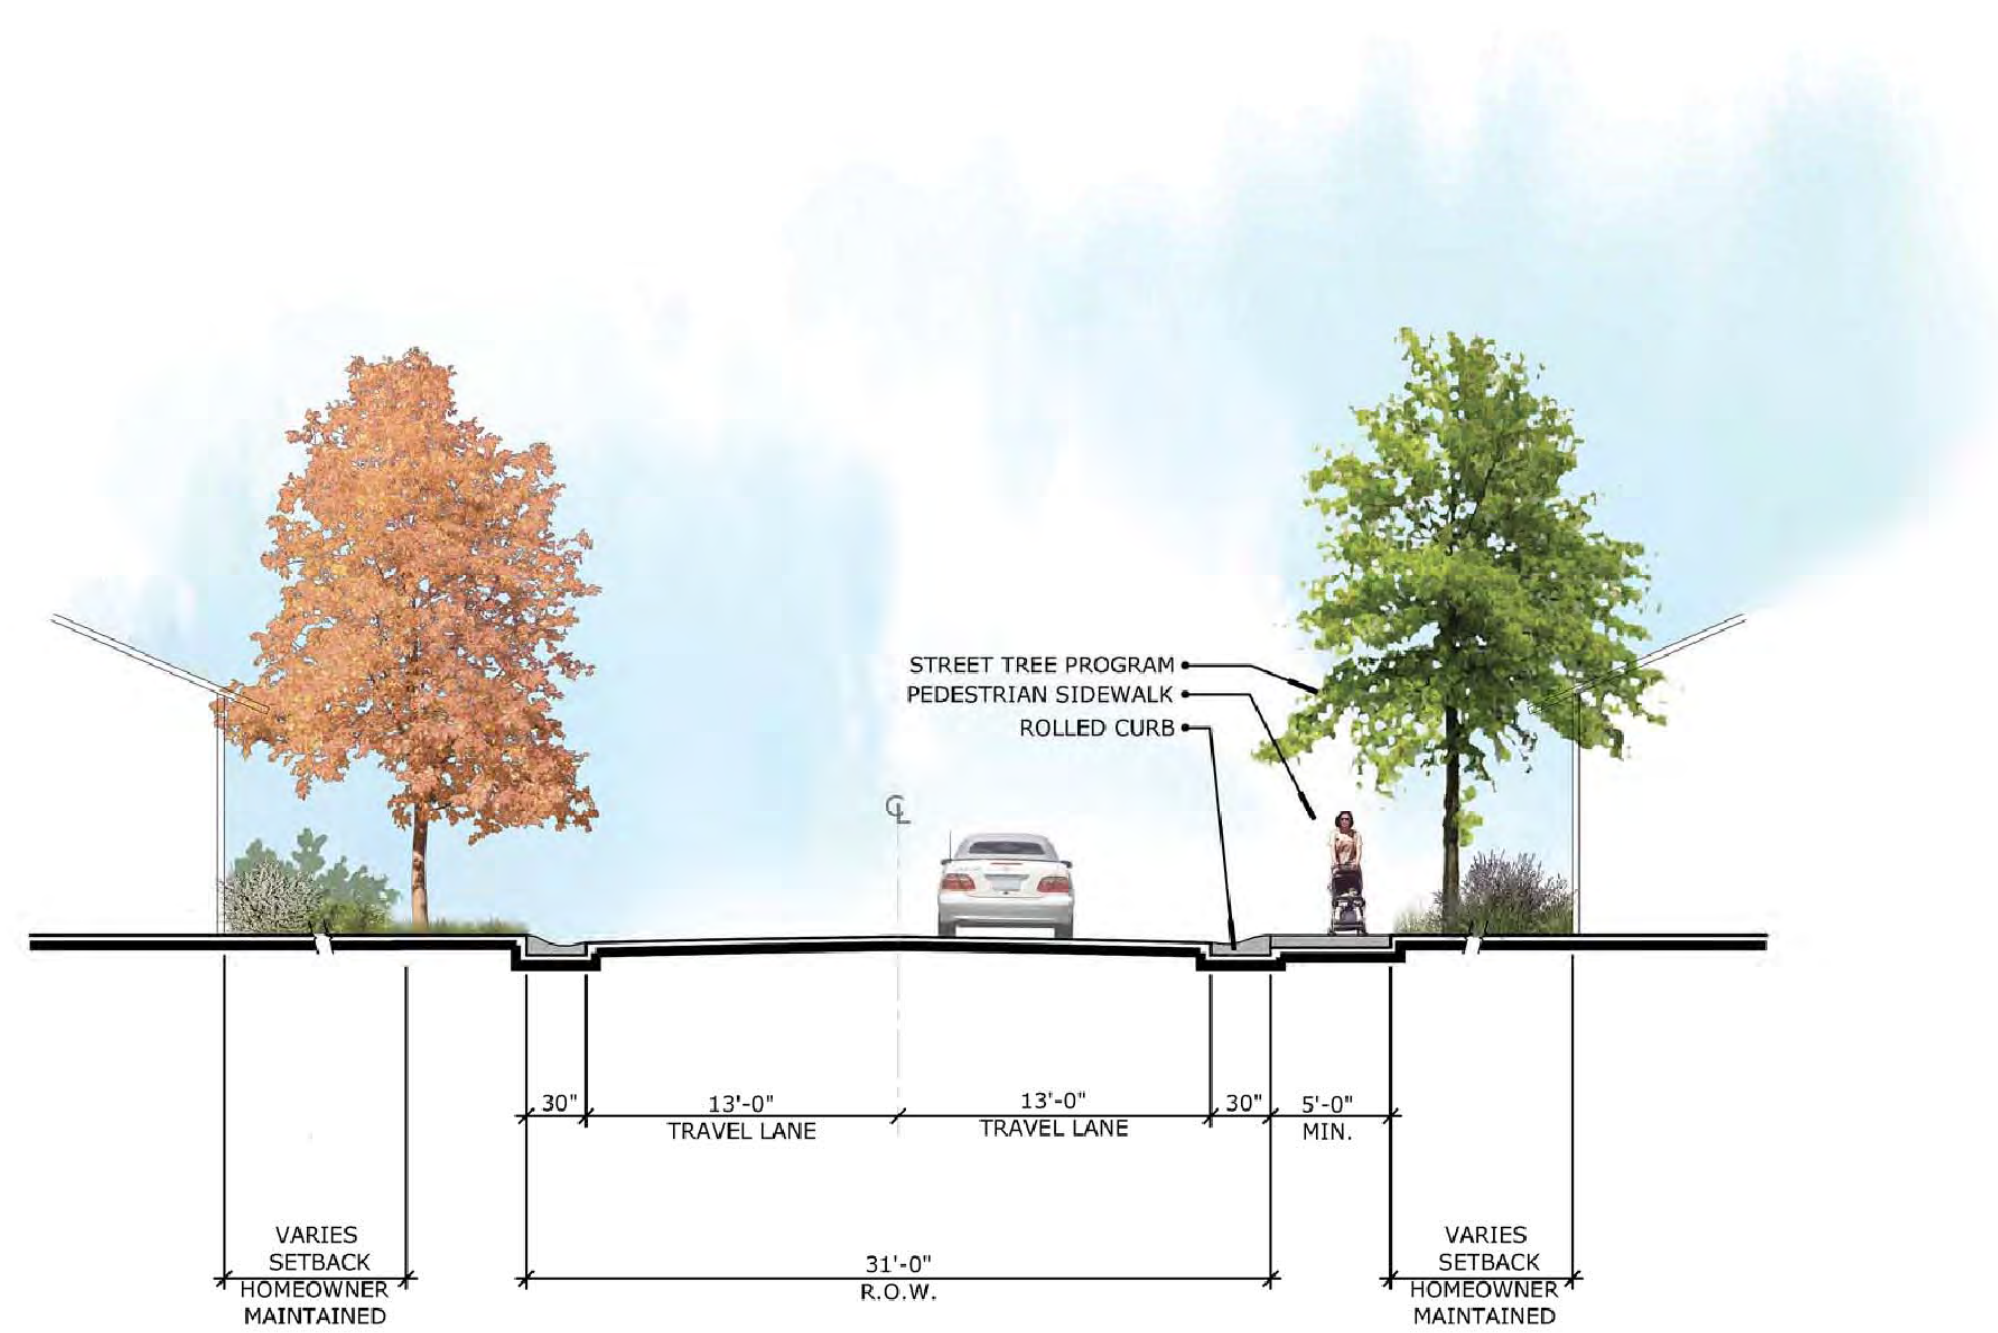 STREET TREE PROGRAM
PEDESTRIAN SIDEWALK
ROLLED CURB
CL
30"
13'-0"
TRAVEL LANE
13'-0"
TRAVEL LANE
30"
5'-0"
MIN.
VARIES
SETBACK
HOMEOWNER
MAINTAINED
31'-0"
R.O.W.
VARIES
SETBACK
HOMEOWNER
MAINTAINED